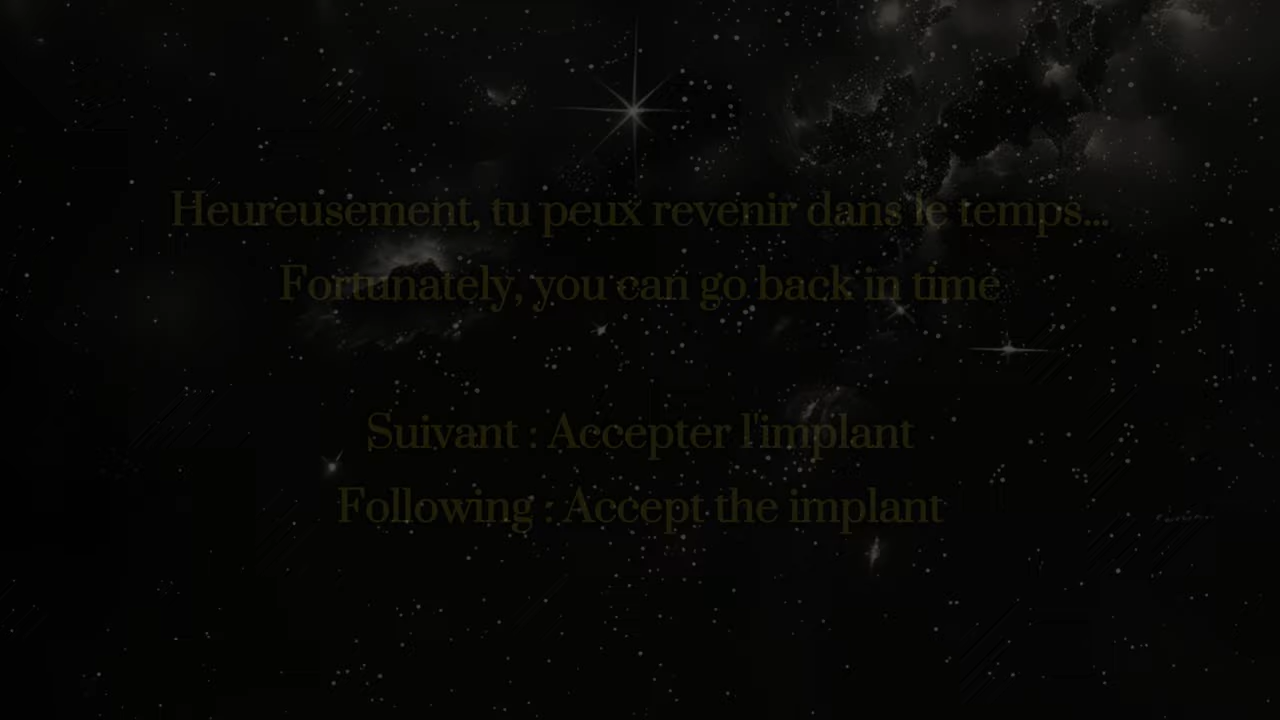 Heureusement, tu peux revenir dans le temps...
Fortunately, you can go back in time
Suivant : Accepter l'implant
Following : Accept the implant